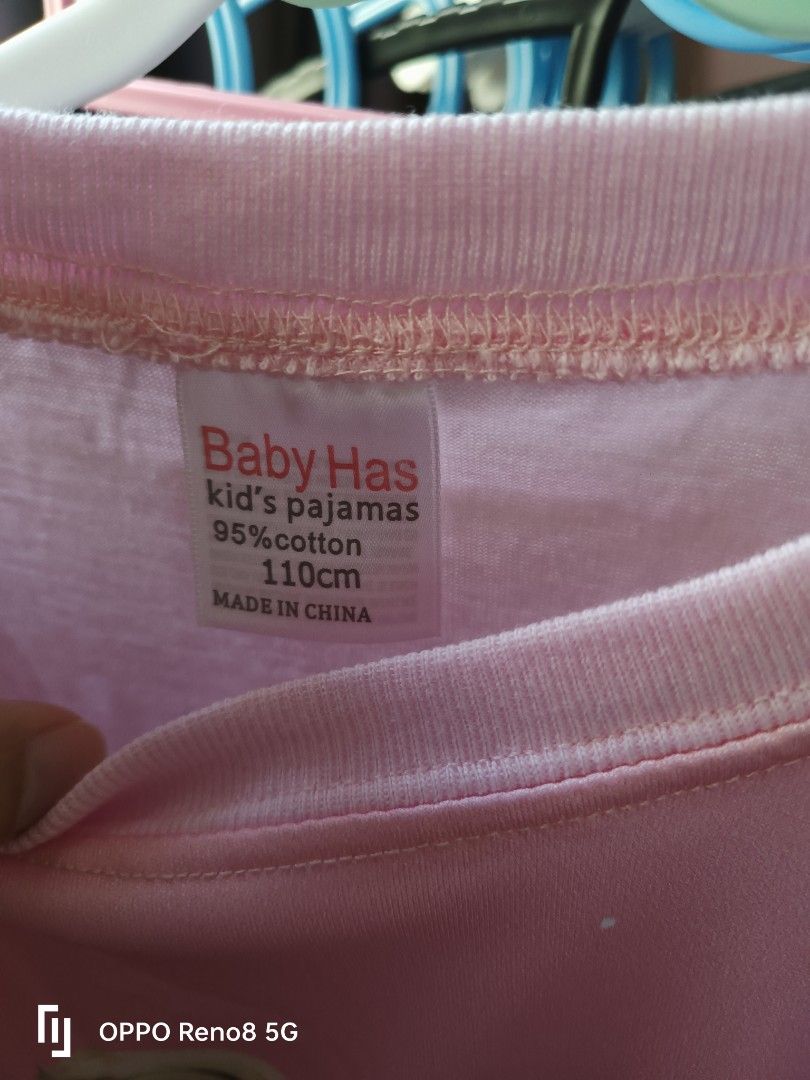 Baby Has
kid's pajamas
95%cotton
110cm
MADE IN CHINA
OPPO Reno8 5G